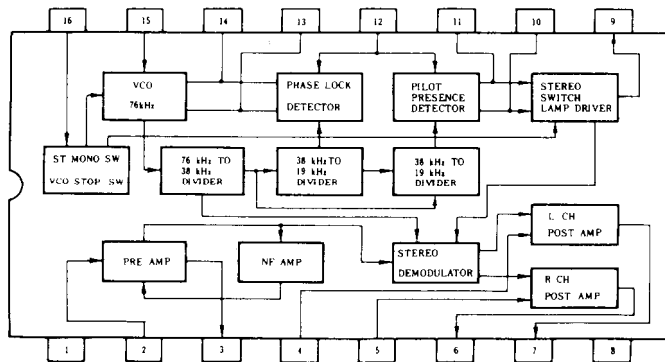 16 15 14 13 12 11 10 9
VCO
76kHz
PHASE LOCK
DETECTOR
PILOT
PRESENCE
DETECTOR
STEREO
SWITCH
LAMP DRIVER
ST MONO SW
VCO STOP SW
76 kHz TO
38 kHz
DIVIDER
38 kHz TO
19 kHz
DIVIDER
38 kHz TO
19 kHz
DIVIDER
PRE AMP
NF AMP
STEREO
DEMODULATOR
L CH
POST AMP
R CH
POST AMP
1 2 3 4 5 6 7 8